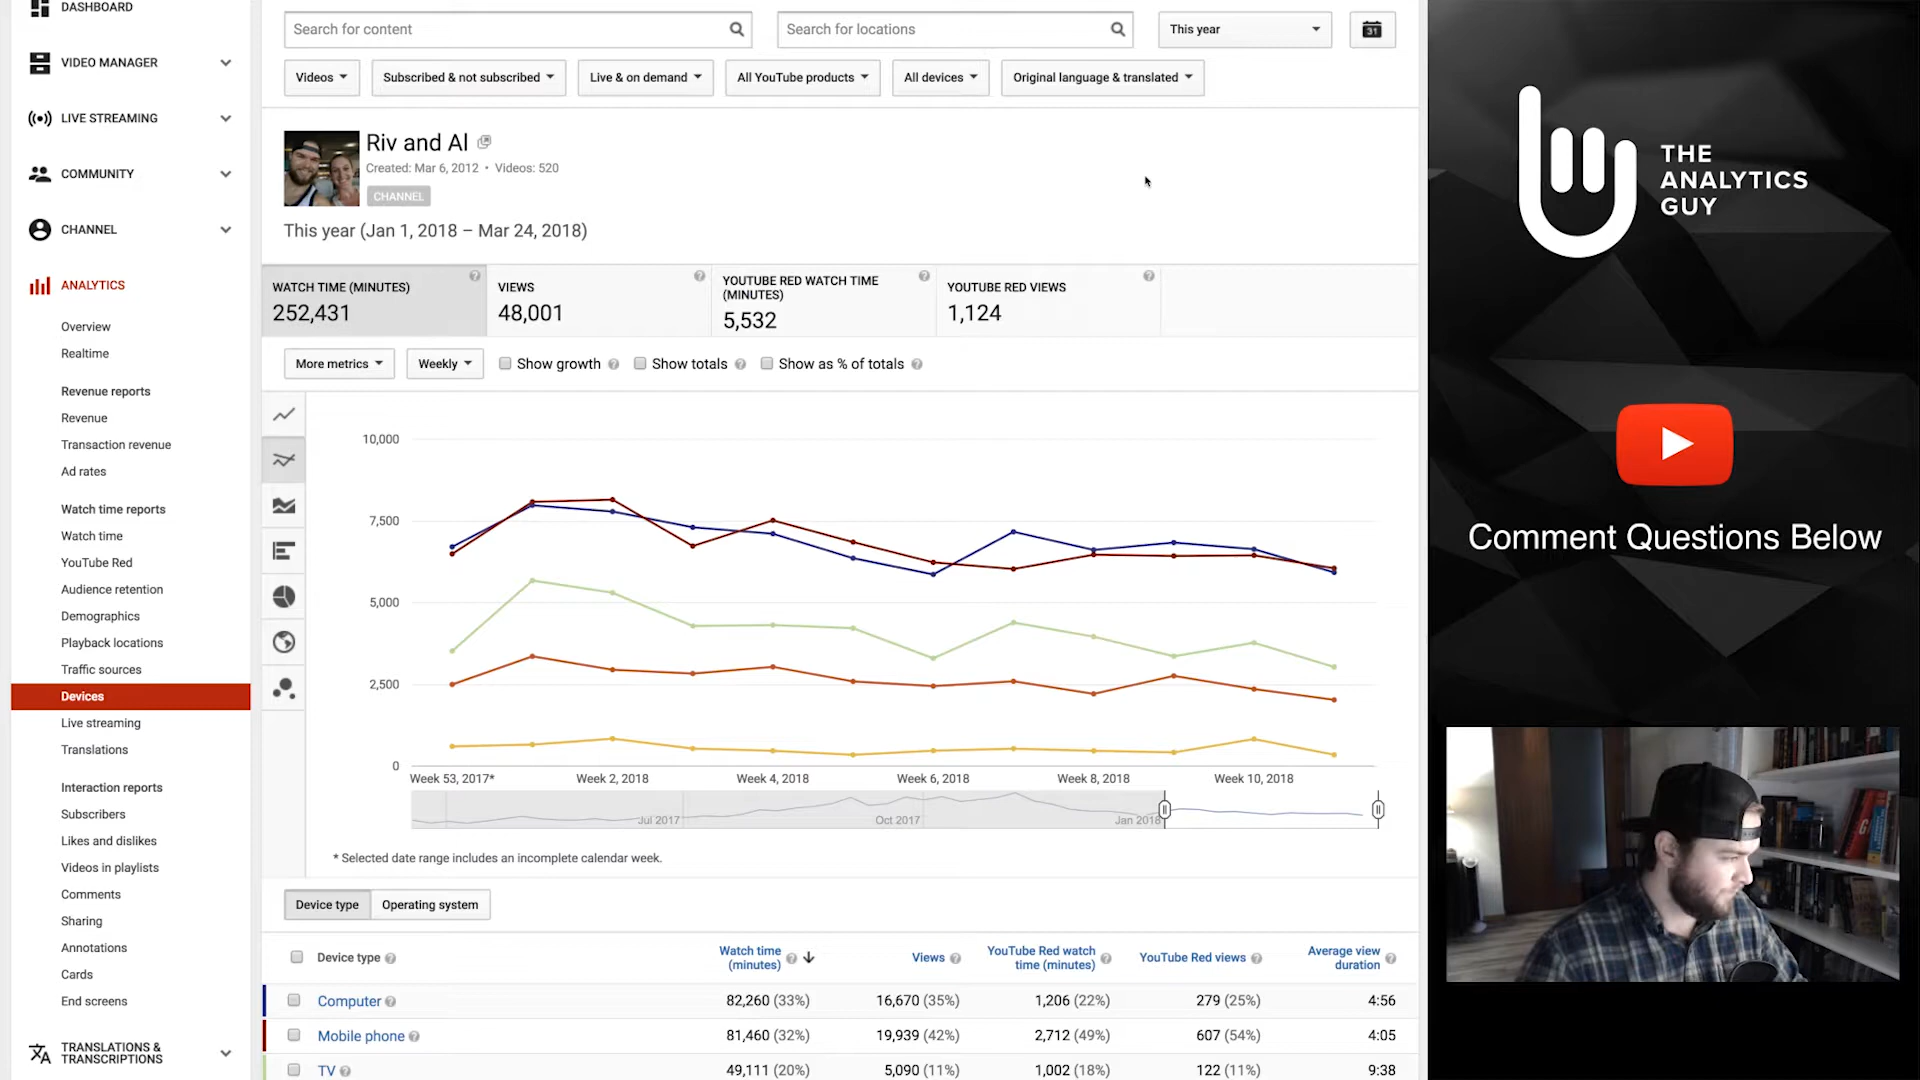 DASHBOARD
VIDEO MANAGER
LIVE STREAMING
COMMUNITY
CHANNEL
ANALYTICS
Overview
Realtime
Revenue reports
Revenue
Transaction revenue
Ad rates
Watch time reports
Watch time
YouTube Red
Audience retention
Demographics
Playback locations
Traffic sources
Devices
Live streaming
Translations
Interaction reports
Subscribers
Likes and dislikes
Videos in playlists
Comments
Sharing
Annotations
Cards
End screens
TRANSLATIONS &
TRANSCRIPTIONS
Search for content
Search for locations
This year
31
Videos
Subscribed & not subscribed
Live & on demand
All YouTube products
All devices
Original language & translated
Riv and Al
Created: Mar 6, 2012 • Videos: 520
CHANNEL
This year (Jan 1, 2018 – Mar 24, 2018)
WATCH TIME (MINUTES)
252,431
VIEWS
48,001
YOUTUBE RED WATCH TIME
(MINUTES)
5,532
YOUTUBE RED VIEWS
1,124
More metrics
Weekly
Show growth
Show totals
Show as % of totals
10,000
7,500
5,000
2,500
0
Week 53, 2017*
Week 2, 2018
Week 4, 2018
Week 6, 2018
Week 8, 2018
Week 10, 2018
Jul 2017
Oct 2017
Jan 2018
* Selected date range includes an incomplete calendar week.
Device type
Operating system
Device type
Watch time
(minutes)
Views
YouTube Red watch
time (minutes)
YouTube Red views
Average view
duration
Computer 82,260 (33%) 16,670 (35%) 1,206 (22%) 279 (25%) 4:56
Mobile phone 81,460 (32%) 19,939 (42%) 2,712 (49%) 607 (54%) 4:05
TV 49,111 (20%) 5,090 (11%) 1,002 (18%) 122 (11%) 9:38
THE
ANALYTICS
GUY
Comment Questions Below